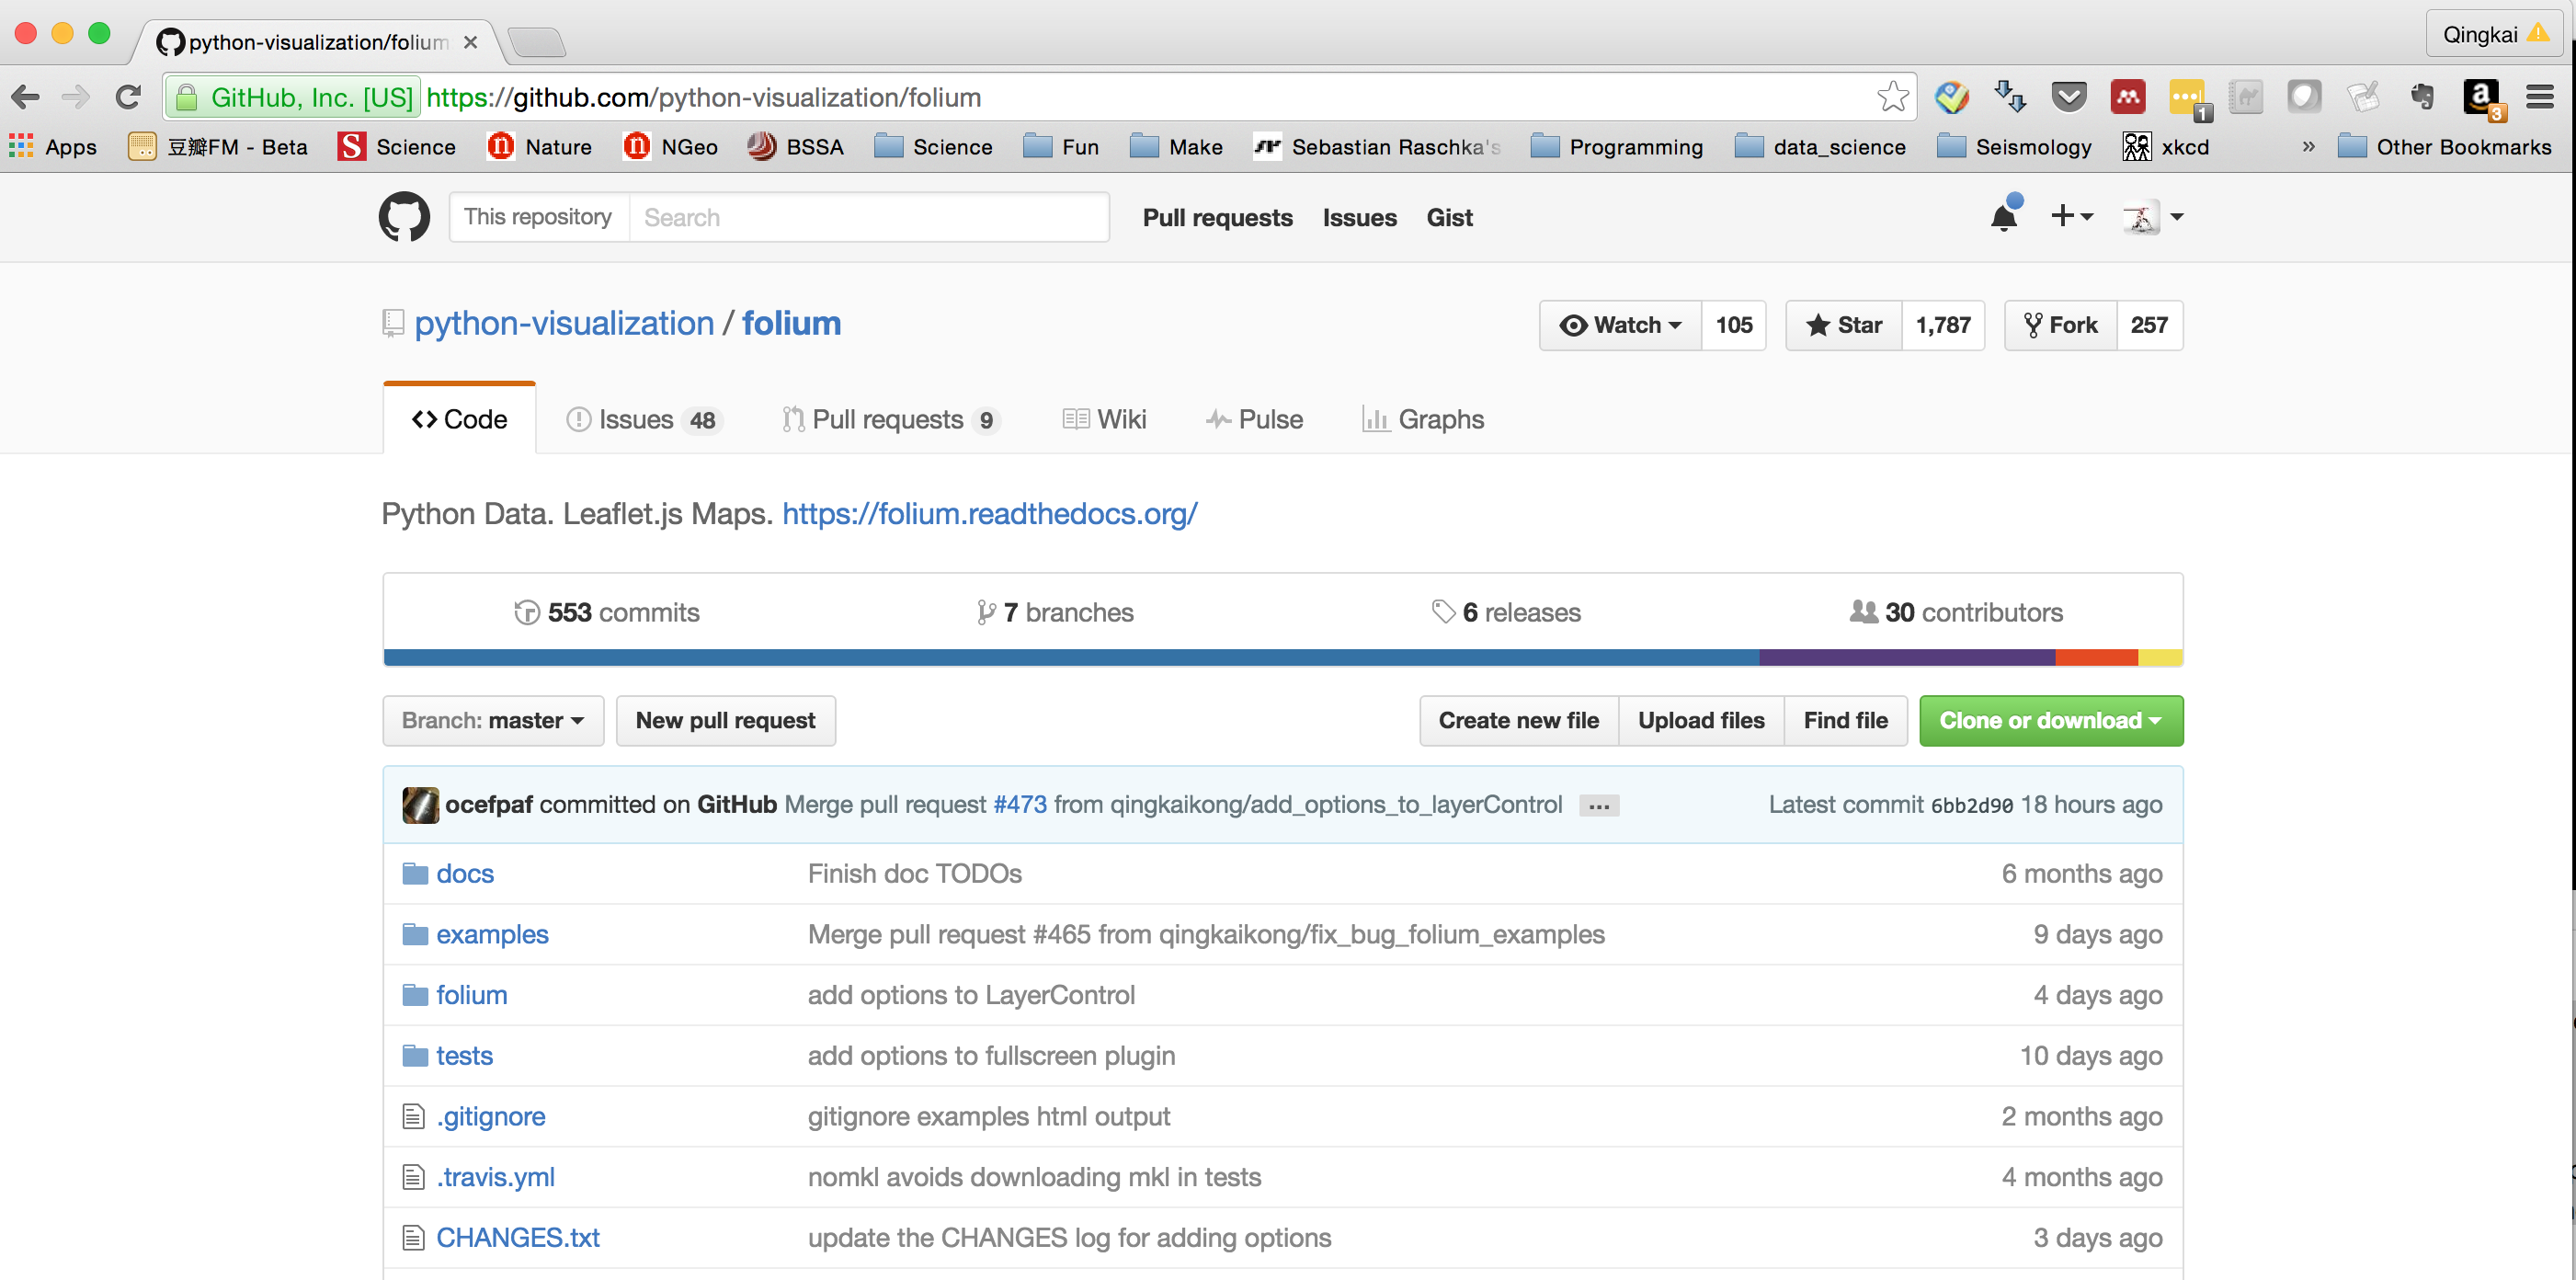 python-visualization/folium
Qingkai
GitHub, Inc. [US] https://github.com/python-visualization/folium
1
a
3
Apps 豆瓣FM - Beta S Science n Nature n NGeo BSSA Science Fun Make Sebastian Raschka's Programming data_science Seismology xkcd » Other Bookmarks
This repository Search Pull requests Issues Gist
python-visualization / folium Watch 105 Star 1,787 Fork 257
Code Issues 48 Pull requests 9 Wiki Pulse Graphs
Python Data. Leaflet.js Maps. https://folium.readthedocs.org/
553 commits 7 branches 6 releases 30 contributors
Branch: master New pull request Create new file Upload files Find file Clone or download
ocefpaf committed on GitHub Merge pull request #473 from qingkaikong/add_options_to_layerControl … Latest commit 6bb2d90 18 hours ago
docs Finish doc TODOs 6 months ago
examples Merge pull request #465 from qingkaikong/fix_bug_folium_examples 9 days ago
folium add options to LayerControl 4 days ago
tests add options to fullscreen plugin 10 days ago
.gitignore gitignore examples html output 2 months ago
.travis.yml nomkl avoids downloading mkl in tests 4 months ago
CHANGES.txt update the CHANGES log for adding options 3 days ago